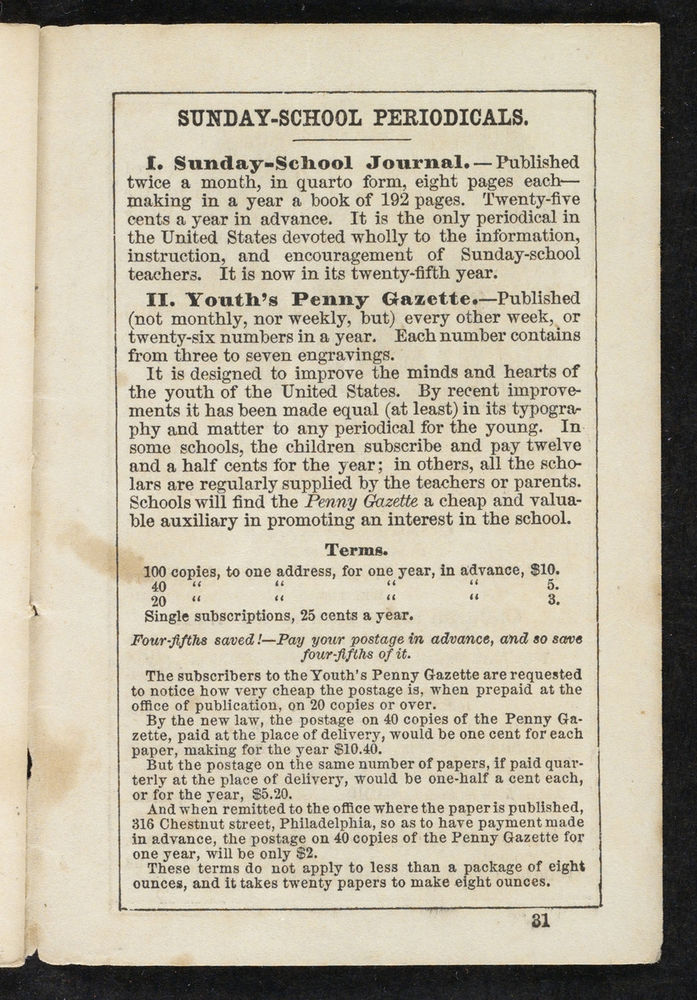 SUNDAY-SCHOOL PERIODICALS.
I. Sunday-School Journal.—Published
twice a month, in quarto form, eight pages each—
making in a year a book of 192 pages. Twenty-five
cents a year in advance. It is the only periodical in
the United States devoted wholly to the information,
instruction, and encouragement of Sunday-school
teachers. It is now in its twenty-fifth year.
II. Youth's Penny Gazette.—Published
(not monthly, nor weekly, but) every other week, or
twenty-six numbers in a year. Each number contains
from three to seven engravings.
It is designed to improve the minds and hearts of
the youth of the United States. By recent improve-
ments it has been made equal (at least) in its typogra-
phy and matter to any periodical for the young. In
some schools, the children subscribe and pay twelve
and a half cents for the year; in others, all the scho-
lars are regularly supplied by the teachers or parents.
Schools will find the Penny Gazette a cheap and valua-
ble auxiliary in promoting an interest in the school.
Terms.
100 copies, to one address, for one year, in advance, $10.
40 " " " " 5.
20 " " " " 3.
Single subscriptions, 25 cents a year.
Four-fifths saved!—Pay your postage in advance, and so save
four-fifths of it.
The subscribers to the Youth's Penny Gazette are requested
to notice how very cheap the postage is, when prepaid at the
office of publication, on 20 copies or over.
By the new law, the postage on 40 copies of the Penny Ga-
zette, paid at the place of delivery, would be one cent for each
paper, making for the year $10.40.
But the postage on the same number of papers, if paid quar-
terly at the place of delivery, would be one-half a cent each,
or for the year, $5.20.
And when remitted to the office where the paper is published,
316 Chestnut street, Philadelphia, so as to have payment made
in advance, the postage on 40 copies of the Penny Gazette for
one year, will be only $2.
These terms do not apply to less than a package of eight
ounces, and it takes twenty papers to make eight ounces.
31